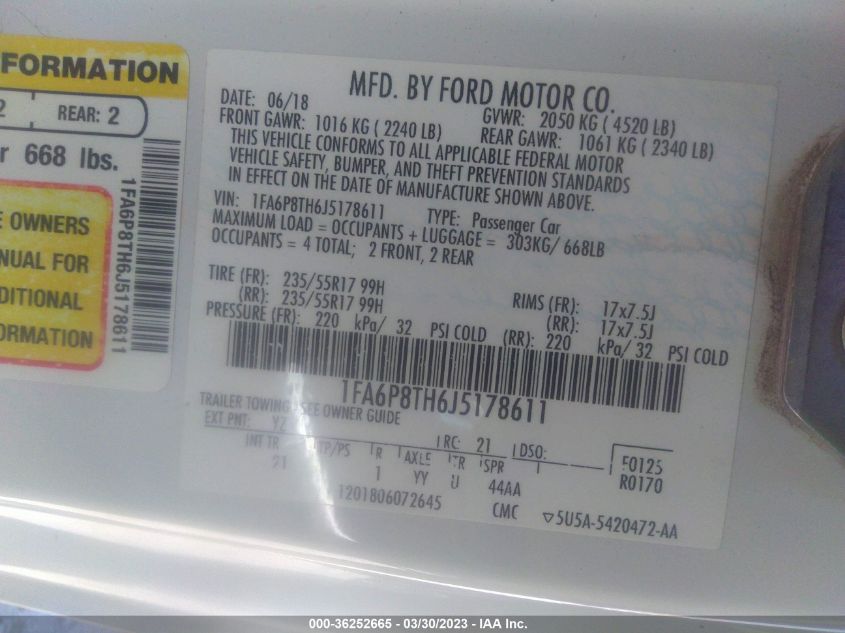 FORMATION
2 REAR: 2
r 668 lbs.
E OWNERS
NUAL FOR
DITIONAL
ORMATION
1FA6P8TH6J5178611
MFD. BY FORD MOTOR CO.
DATE: 06/18 GVWR: 2050 KG ( 4520 LB)
FRONT GAWR: 1016 KG ( 2240 LB) REAR GAWR: 1061 KG ( 2340 LB)
THIS VEHICLE CONFORMS TO ALL APPLICABLE FEDERAL MOTOR
VEHICLE SAFETY, BUMPER, AND THEFT PREVENTION STANDARDS
IN EFFECT ON THE DATE OF MANUFACTURE SHOWN ABOVE.
VIN: 1FA6P8TH6J5178611 TYPE: Passenger Car
MAXIMUM LOAD = OCCUPANTS + LUGGAGE = 303KG/ 668LB
OCCUPANTS = 4 TOTAL; 2 FRONT, 2 REAR
TIRE (FR): 235/55R17 99H RIMS (FR): 17x7.5J
(RR): 235/55R17 99H (RR): 17x7.5J
PRESSURE (FR): 220 kPa/ 32 PSI COLD (RR): 220 kPa/ 32 PSI COLD
1FA6P8TH6J5178611
TRAILER TOWING - SEE OWNER GUIDE
EXT PNT: YZ RC: 21 DSO: F0125
INT TR TP/PS R AXLE TR SPR R0170
21 1 YY U 44AA
1201806072645 CMC ▽5U5A-5420472-AA
000-36252665 - 03/30/2023 - IAA Inc.